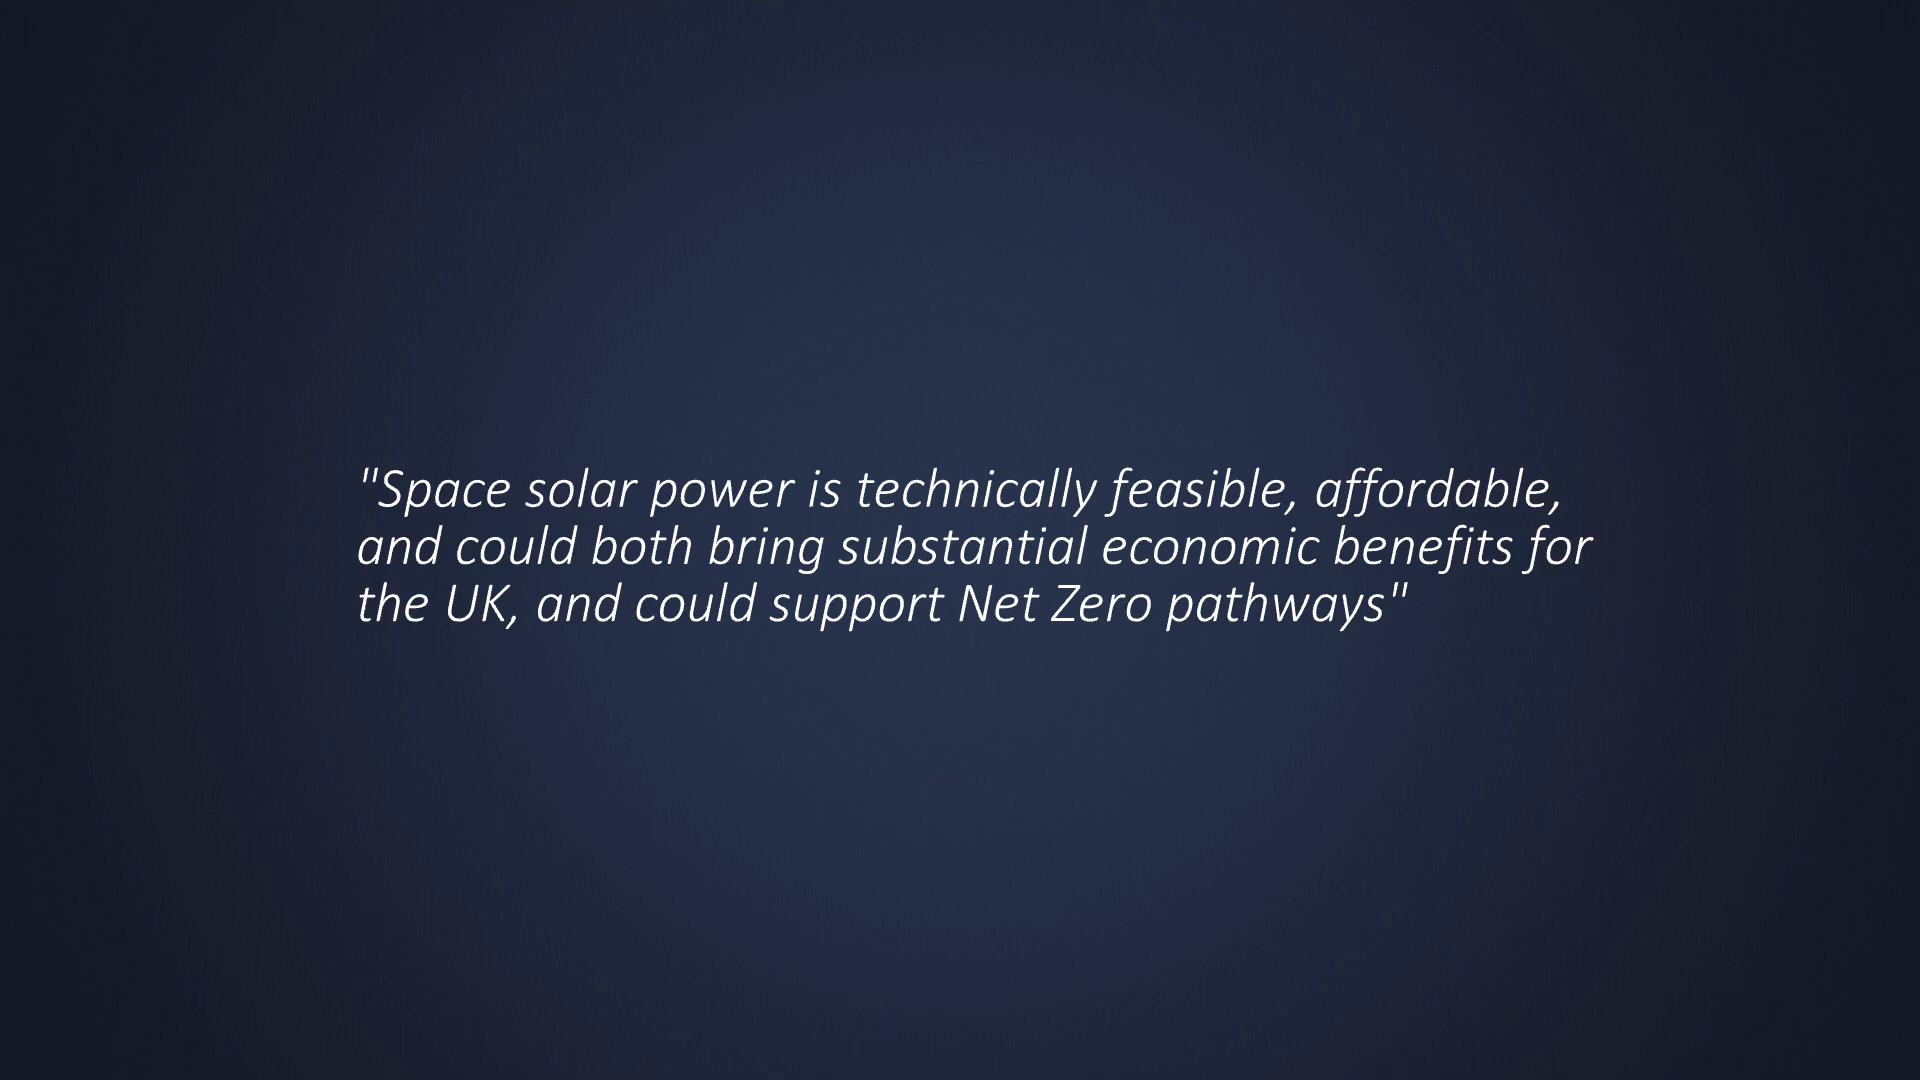 "Space solar power is technically feasible, affordable,
and could both bring substantial economic benefits for
the UK, and could support Net Zero pathways"